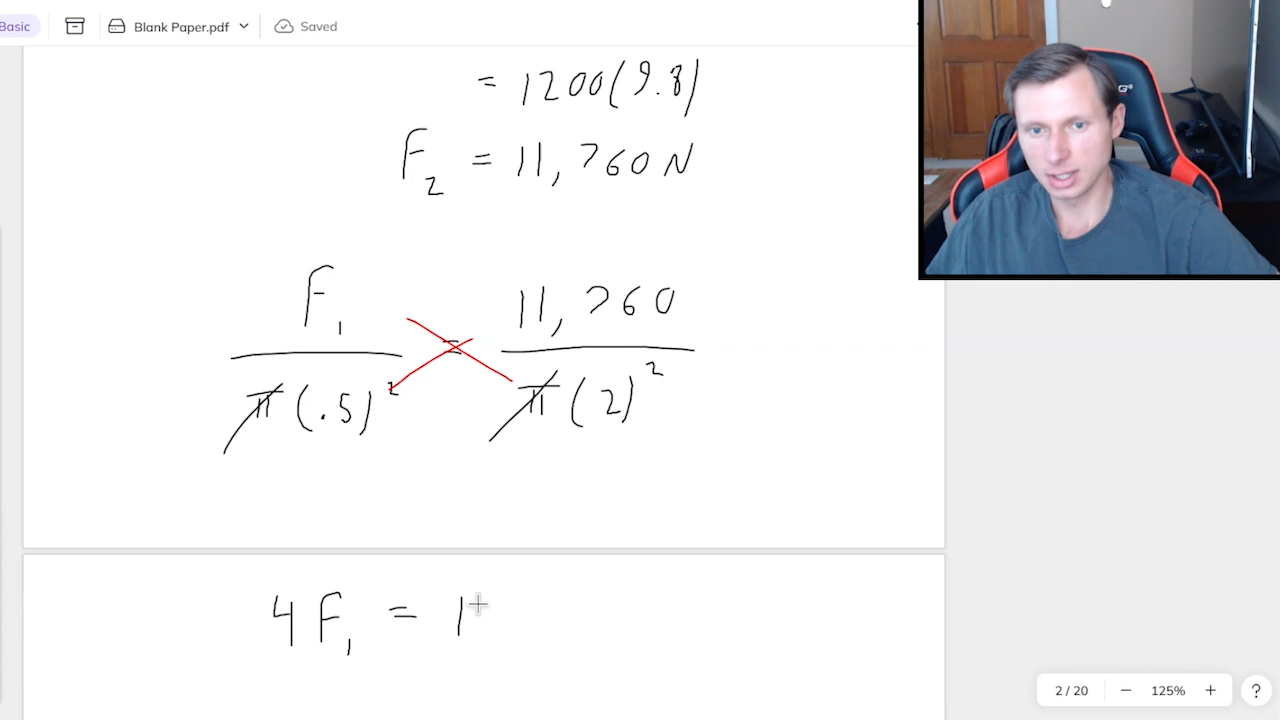 Basic Blank Paper.pdf Saved
= 1200(9.8)
F₂ = 11,760 N
F₁ = 11,760
π(.5)² π(2)²
4F₁ = 1
2 / 20 − 125% + ?